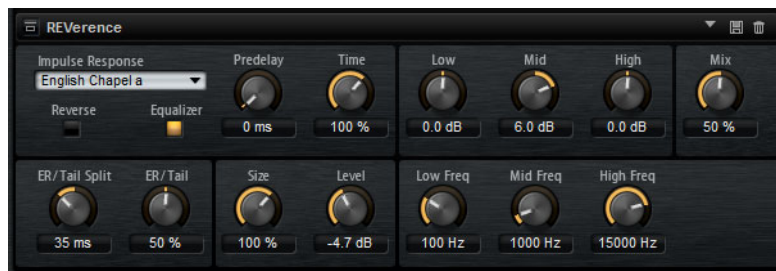 REVerence
Impulse Response Predelay Time Low Mid High Mix
English Chapel a
Reverse Equalizer
0 ms 100 % 0.0 dB 6.0 dB 0.0 dB 50 %
ER/Tail Split ER/Tail Size Level Low Freq Mid Freq High Freq
35 ms 50 % 100 % -4.7 dB 100 Hz 1000 Hz 15000 Hz